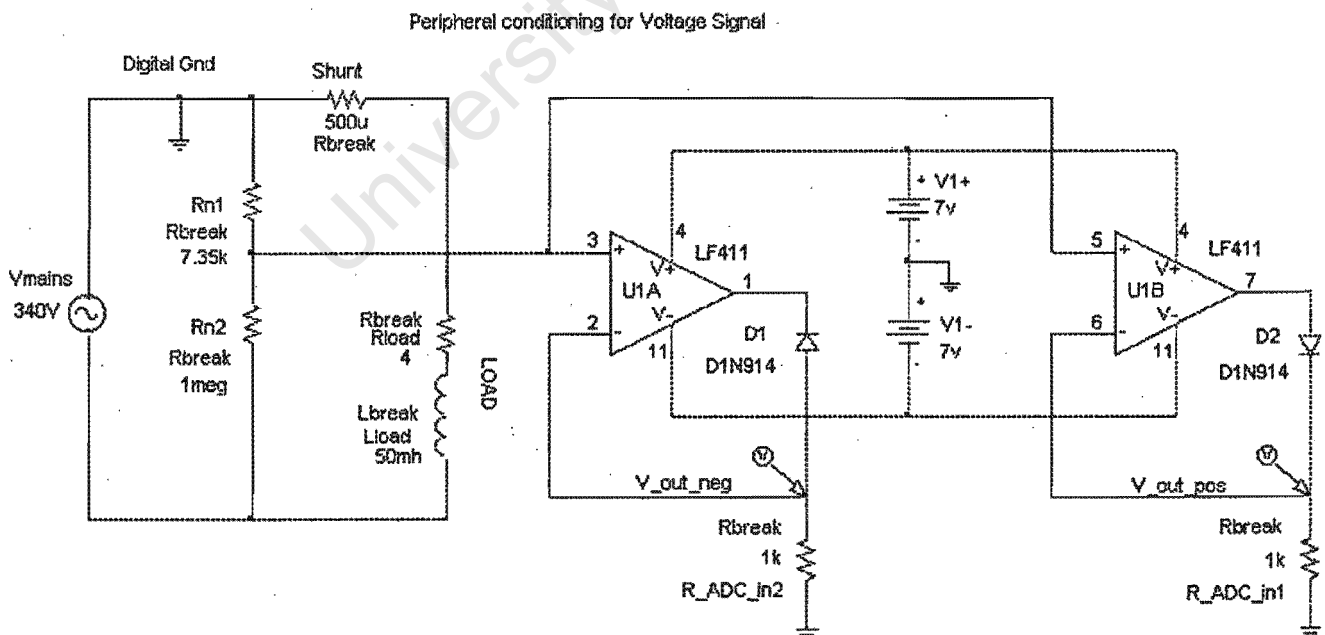 Peripheral conditioning for Voltage Signal
University
Digital Gnd
Shunt
500u
Rbreak
Rn1
Rbreak
7.35k
Vmains
340V
Rn2
Rbreak
1meg
Rbreak
Rload
4
LOAD
Lbreak
Lload
50mh
3
+
4
LF411
V+
U1A
1
2
-
V-
11
D1
D1N914
+
V1+
7v
-
+
V1-
7v
-
5
+
4
LF411
V+
U1B
7
6
-
V-
11
D2
D1N914
V
V_out_neg
V
V_out_pos
Rbreak
1k
R_ADC_in2
Rbreak
1k
R_ADC_in1